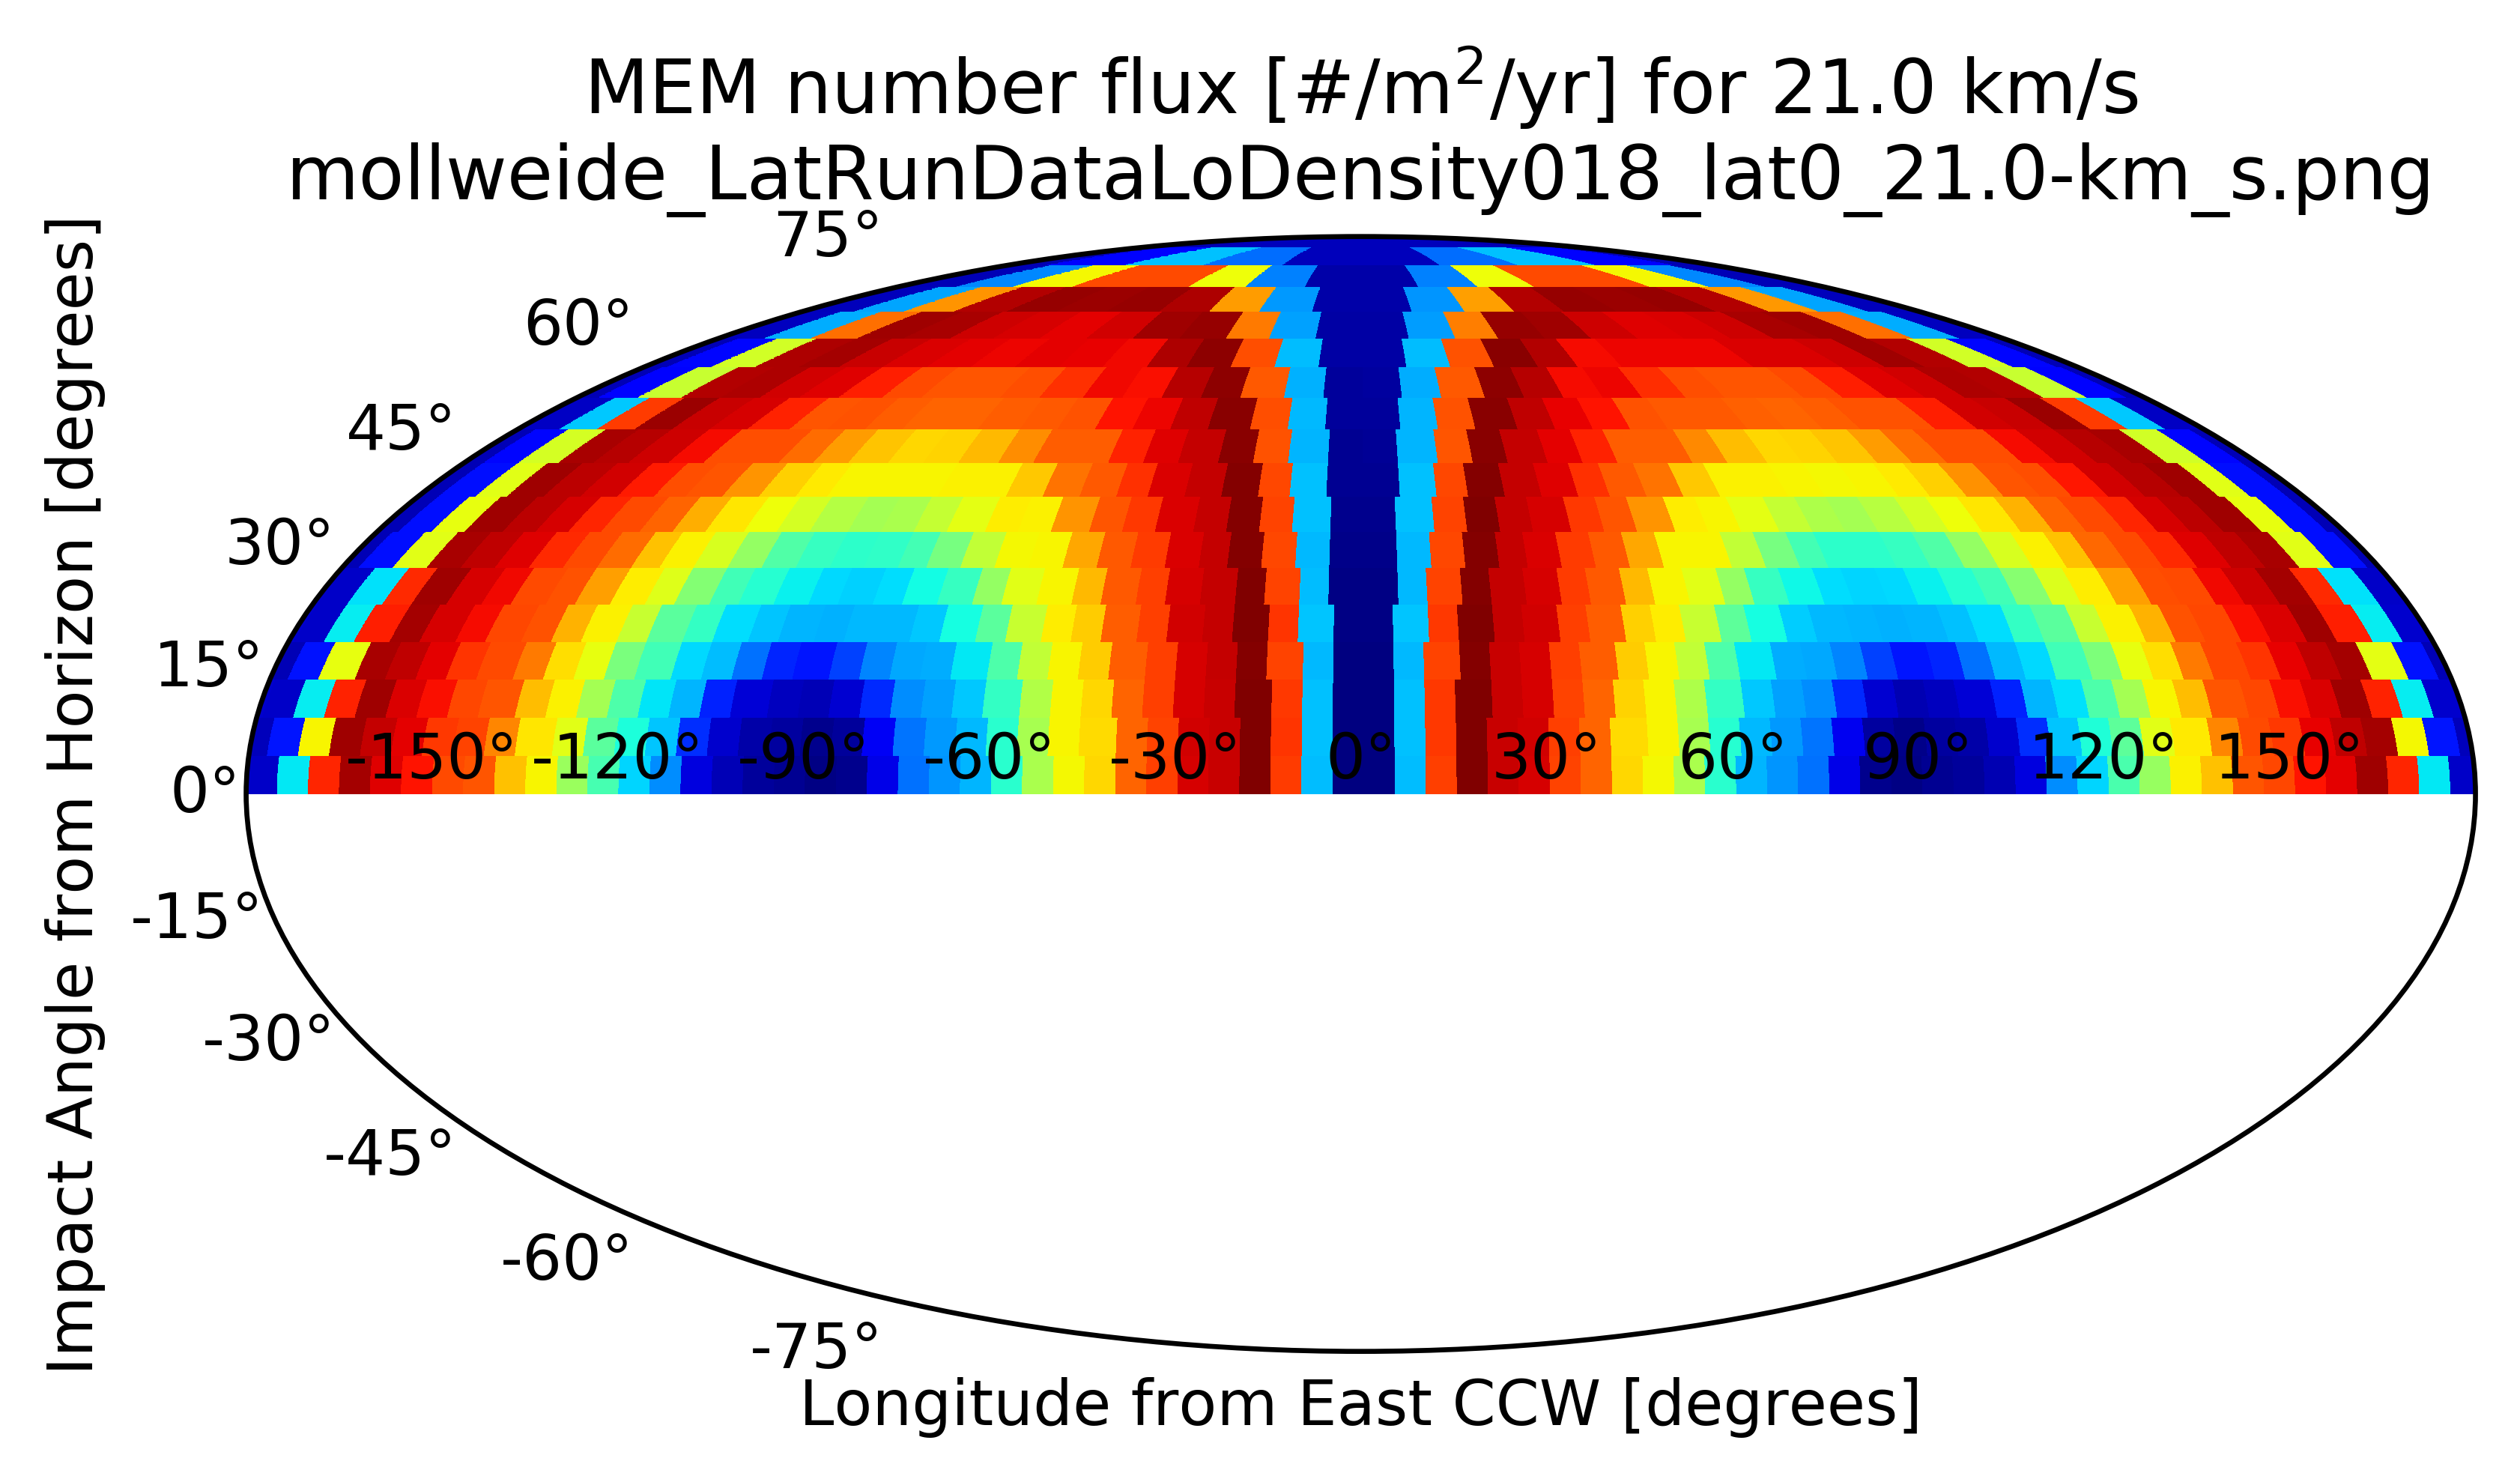 MEM number flux [#/m²/yr] for 21.0 km/s
mollweide_LatRunDataLoDensity018_lat0_21.0-km_s.png
75°
60°
45°
30°
15°
0°
-15°
-30°
-45°
-60°
-75°
-150° -120° -90° -60° -30° 0° 30° 60° 90° 120° 150°
Impact Angle from Horizon [degrees]
Longitude from East CCW [degrees]